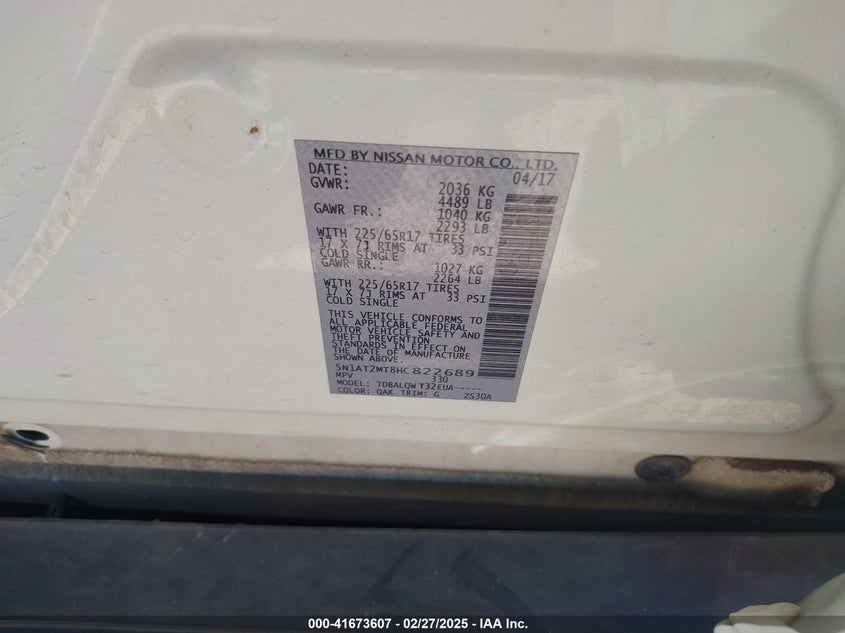 MFD BY NISSAN MOTOR CO., LTD.
DATE: 04/17
GVWR: 2036 KG
4489 LB
GAWR FR.: 1040 KG
2293 LB
WITH 225/65R17 TIRES
17 X 7J RIMS AT 33 PSI
COLD SINGLE
GAWR RR.: 1027 KG
2264 LB
WITH 225/65R17 TIRES
17 X 7J RIMS AT 33 PSI
COLD SINGLE
THIS VEHICLE CONFORMS TO
ALL APPLICABLE FEDERAL
MOTOR VEHICLE SAFETY AND
THEFT PREVENTION
STANDARDS IN EFFECT ON
THE DATE OF MANUFACTURE
SHOWN ABOVE.
5N1AT2MT8HC822689
MPV 330
MODEL: TDBALQWT32EUA-----
COLOR: QAK TRIM: G ZS30A
000-41673607 - 02/27/2025 - IAA Inc.